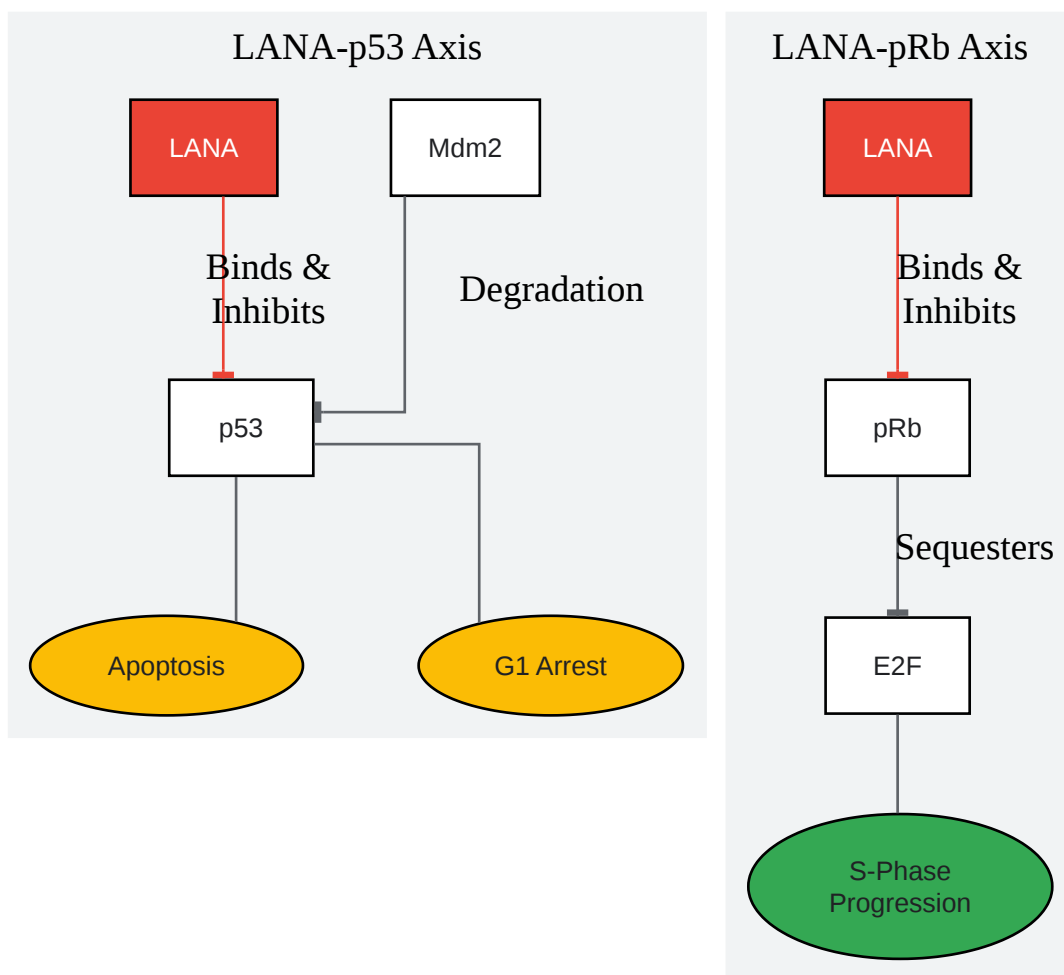 LANA-p53 Axis
LANA
Mdm2
Binds &
Inhibits
Degradation
p53
Apoptosis
G1 Arrest
LANA-pRb Axis
LANA
Binds &
Inhibits
pRb
Sequesters
E2F
S-Phase
Progression